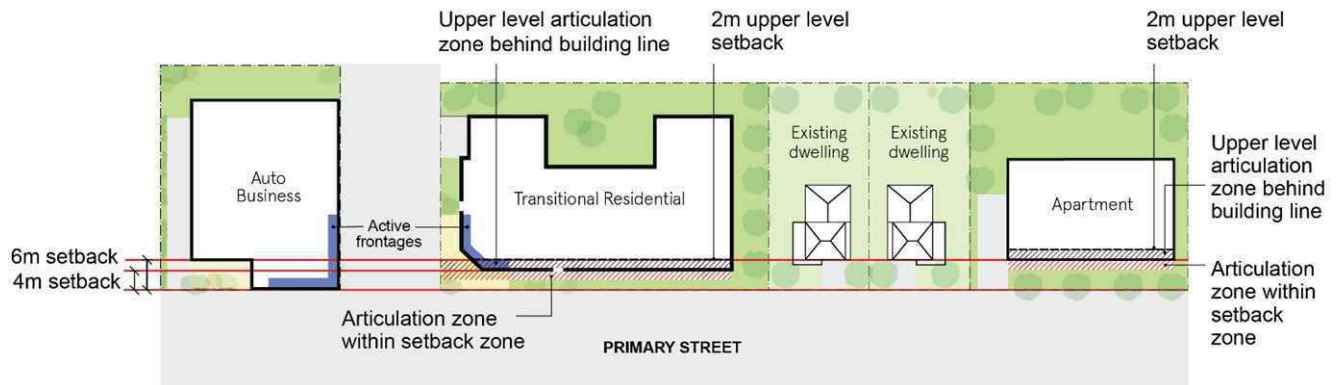 Upper level articulation
zone behind building line
2m upper level
setback
2m upper level
setback
Existing
dwelling
Existing
dwelling
Upper level
articulation
zone behind
building line
Auto
Business
Transitional Residential
Apartment
Active
frontages
6m setback
4m setback
Articulation
zone within
setback
zone
Articulation zone
within setback zone
PRIMARY STREET